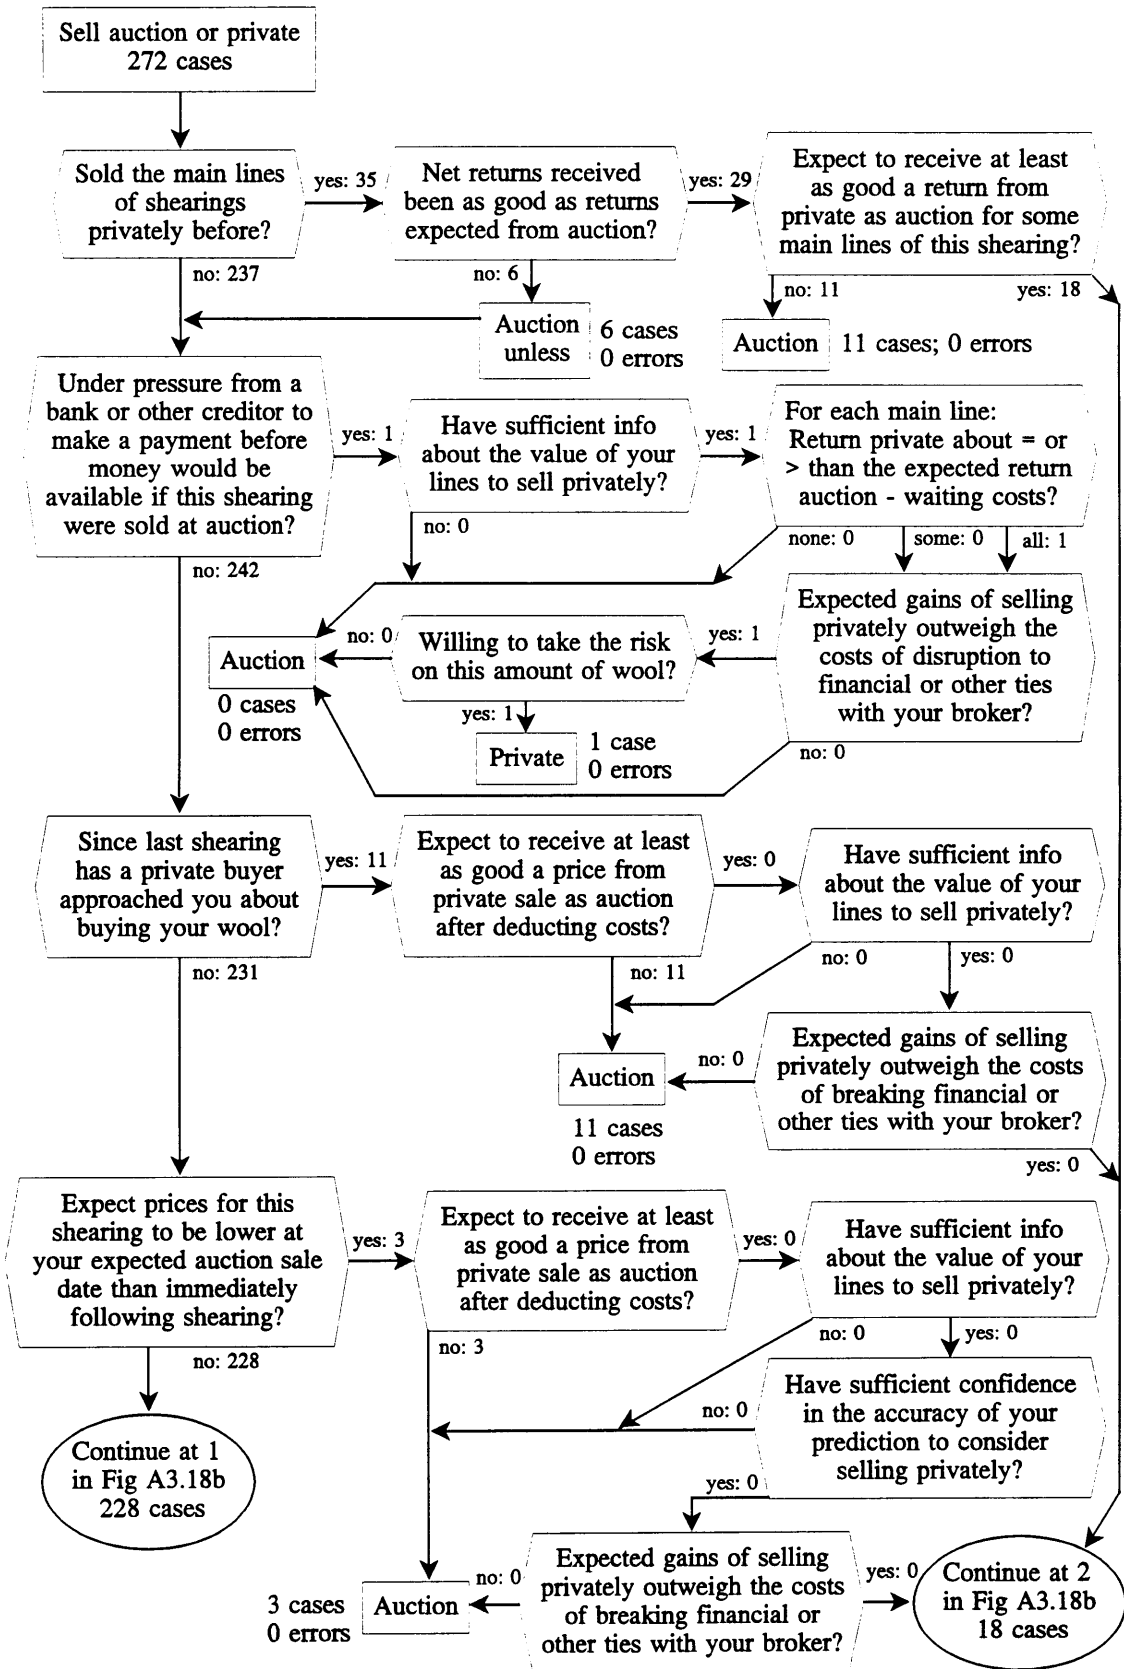 Sell auction or private
272 cases
Sold the main lines
of shearings
privately before?
yes: 35
Net returns received
been as good as returns
expected from auction?
yes: 29
Expect to receive at least
as good a return from
private as auction for some
main lines of this shearing?
no: 237
no: 6
no: 11
yes: 18
Auction
unless
6 cases
0 errors
Auction
11 cases; 0 errors
Under pressure from a
bank or other creditor to
make a payment before
money would be
available if this shearing
were sold at auction?
yes: 1
Have sufficient info
about the value of your
lines to sell privately?
yes: 1
For each main line:
Return private about = or
> than the expected return
auction - waiting costs?
no: 0
none: 0
some: 0
all: 1
no: 242
Expected gains of selling
privately outweigh the
costs of disruption to
financial or other ties
with your broker?
yes: 1
Willing to take the risk
on this amount of wool?
no: 0
Auction
0 cases
0 errors
yes: 1
Private
1 case
0 errors
no: 0
Since last shearing
has a private buyer
approached you about
buying your wool?
yes: 11
Expect to receive at least
as good a price from
private sale as auction
after deducting costs?
yes: 0
Have sufficient info
about the value of your
lines to sell privately?
no: 231
no: 11
no: 0
yes: 0
Expected gains of selling
privately outweigh the costs
of breaking financial or
other ties with your broker?
no: 0
Auction
11 cases
0 errors
yes: 0
Expect prices for this
shearing to be lower at
your expected auction sale
date than immediately
following shearing?
yes: 3
Expect to receive at least
as good a price from
private sale as auction
after deducting costs?
yes: 0
Have sufficient info
about the value of your
lines to sell privately?
no: 228
no: 3
no: 0
yes: 0
Have sufficient confidence
in the accuracy of your
prediction to consider
selling privately?
no: 0
Continue at 1
in Fig A3.18b
228 cases
yes: 0
Expected gains of selling
privately outweigh the costs
of breaking financial or
other ties with your broker?
no: 0
Auction
3 cases
0 errors
yes: 0
Continue at 2
in Fig A3.18b
18 cases